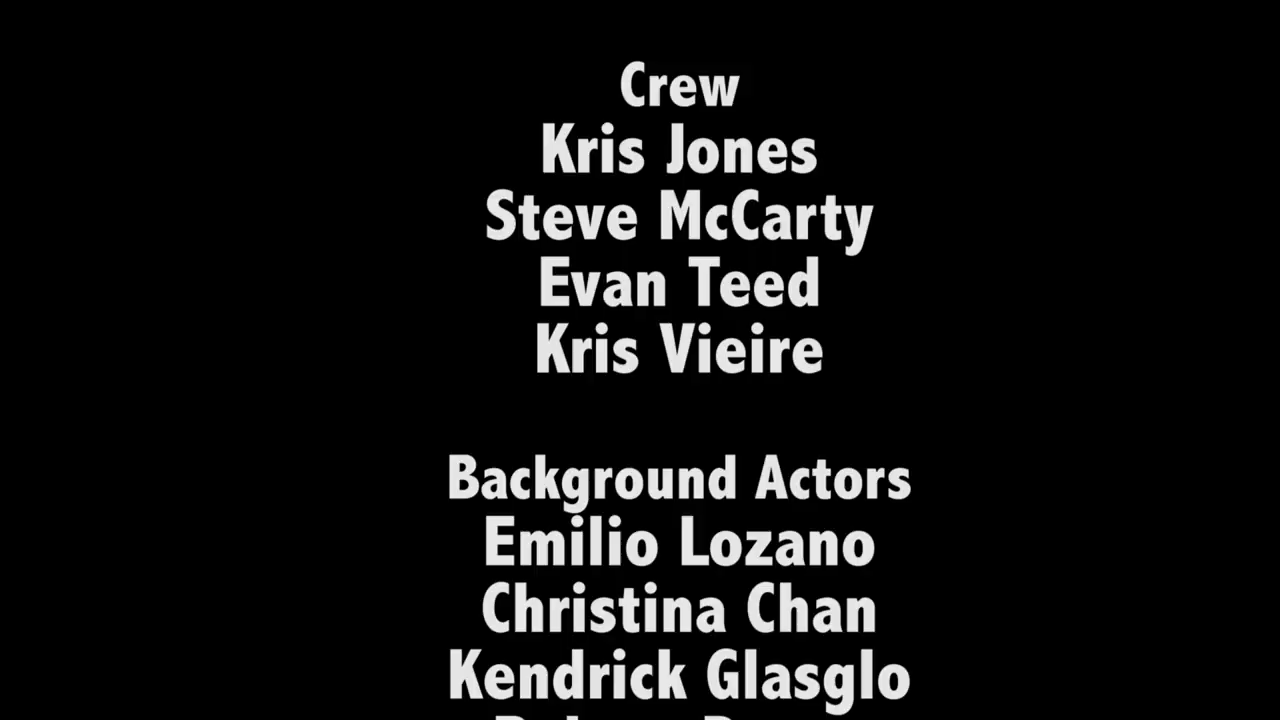 Crew
Kris Jones
Steve McCarty
Evan Teed
Kris Vieire
Background Actors
Emilio Lozano
Christina Chan
Kendrick Glasglo